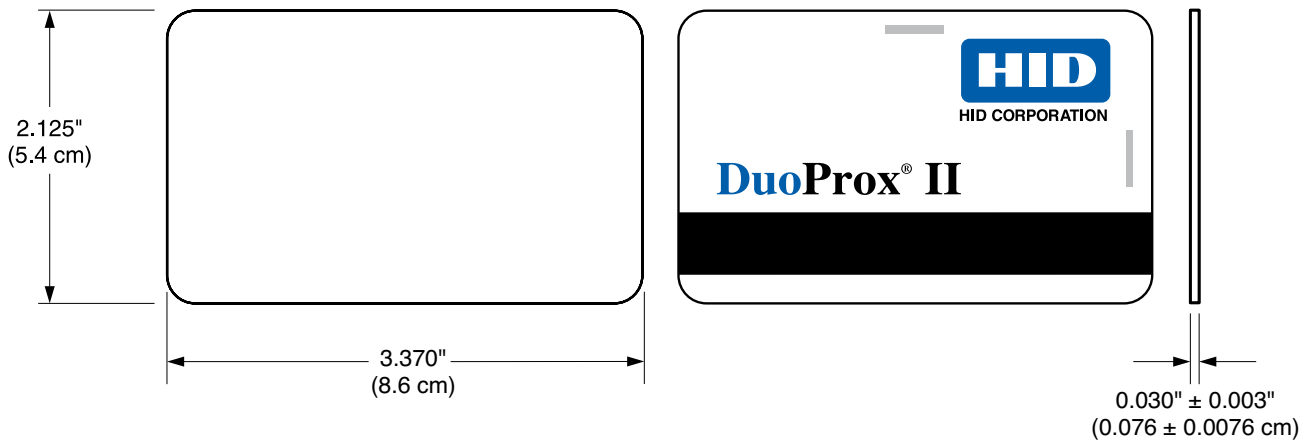 2.125"
(5.4 cm)
3.370"
(8.6 cm)
HID
HID CORPORATION
DuoProx® II
0.030" ± 0.003"
(0.076 ± 0.0076 cm)